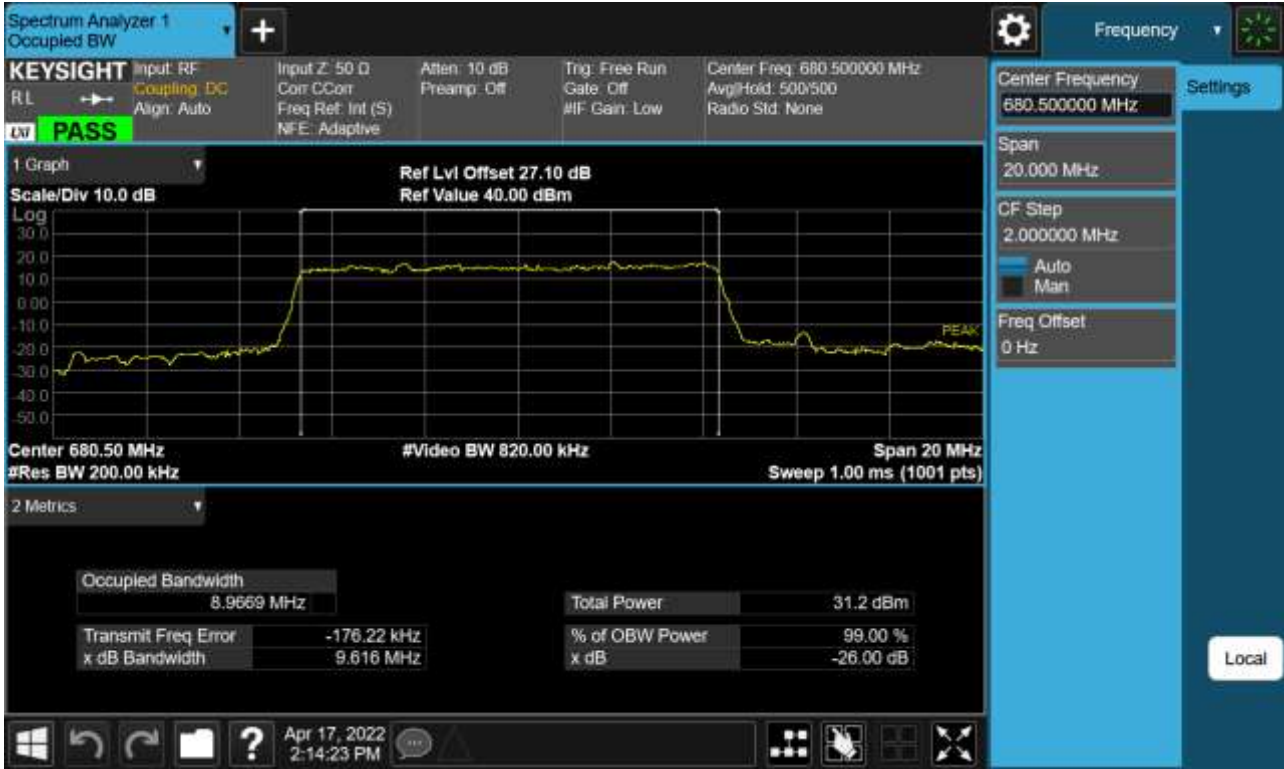 Spectrum Analyzer 1
Occupied BW
Frequency
KEYSIGHT
RL
LXI
PASS
Input: RF
Coupling: DC
Align: Auto
Input Z: 50 Ω
Corr CCorr
Freq Ref: Int (S)
NFE: Adaptive
Atten: 10 dB
Preamp: Off
Trig: Free Run
Gate: Off
#IF Gain: Low
Center Freq: 680.500000 MHz
Avg|Hold: 500/500
Radio Std: None
Center Frequency
680.500000 MHz
Settings
Span
20.000 MHz
CF Step
2.000000 MHz
Auto
Man
Freq Offset
0 Hz
Local
1 Graph
Scale/Div 10.0 dB
Ref Lvl Offset 27.10 dB
Ref Value 40.00 dBm
Log
30.0
20.0
10.0
0.00
-10.0
-20.0
-30.0
-40.0
-50.0
PEAK
Center 680.50 MHz
#Video BW 820.00 kHz
Span 20 MHz
#Res BW 200.00 kHz
Sweep 1.00 ms (1001 pts)
2 Metrics
Occupied Bandwidth
8.9669 MHz
Total Power 31.2 dBm
Transmit Freq Error -176.22 kHz
% of OBW Power 99.00 %
x dB Bandwidth 9.616 MHz
x dB -26.00 dB
?
Apr 17, 2022
2:14:23 PM